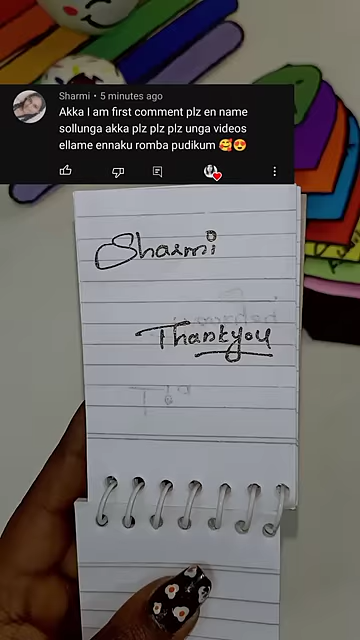 Sharmi • 5 minutes ago
Akka I am first comment plz en name
sollunga akka plz plz plz unga videos
ellame ennaku romba pudikum 🥰😍
Sharmi
Thankyou